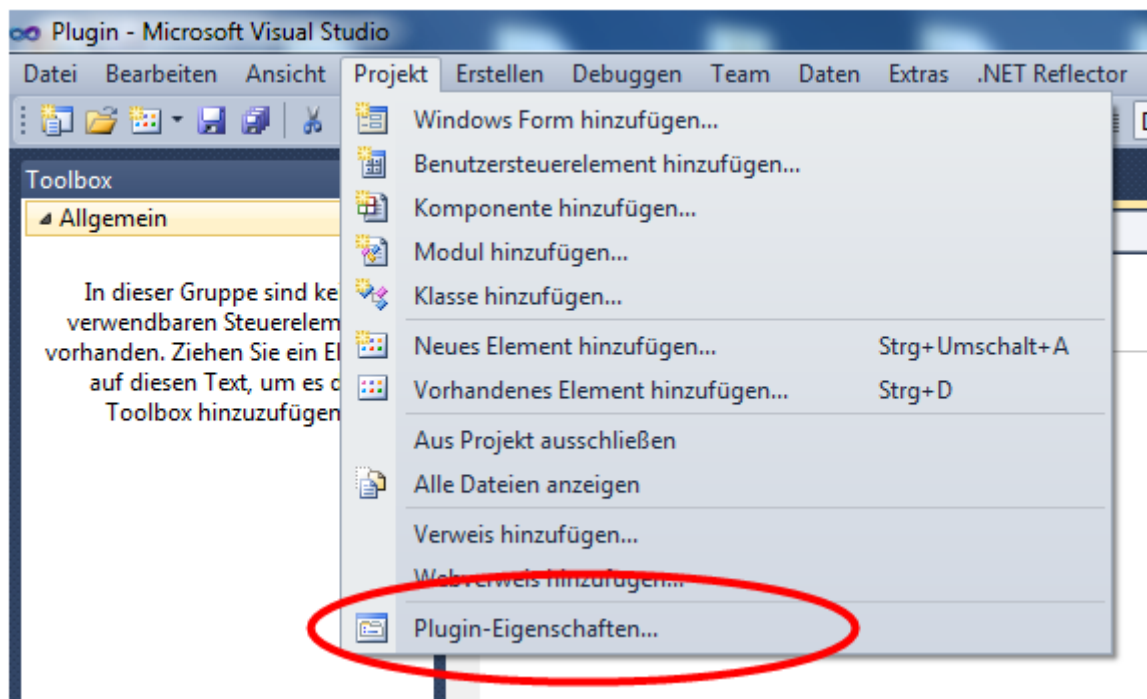 Plugin - Microsoft Visual Studio
Datei Bearbeiten Ansicht Projekt Erstellen Debuggen Team Daten Extras .NET Reflector
Toolbox
Allgemein
In dieser Gruppe sind
verwendbaren
vorhanden. Ziehen Sie ein
auf diesen Text, um es
Toolbox hinzuzufügen
Windows Form hinzufügen...
Benutzersteuerelement hinzufügen...
Komponente hinzufügen...
Modul hinzufügen...
Klasse hinzufügen...
Neues Element hinzufügen... Strg+Umschalt+A
Vorhandenes Element hinzufügen... Strg+D
Aus Projekt ausschließen
Alle Dateien anzeigen
Verweis hinzufügen...
Webverweis hinzufügen...
Plugin-Eigenschaften...